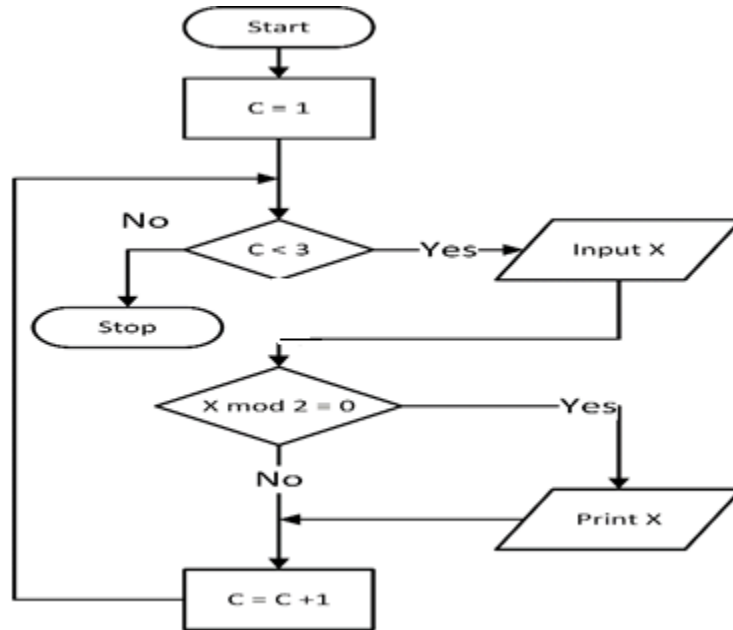 Start
C = 1
No
C < 3
Yes
Input X
Stop
X mod 2 = 0
Yes
No
Print X
C = C +1